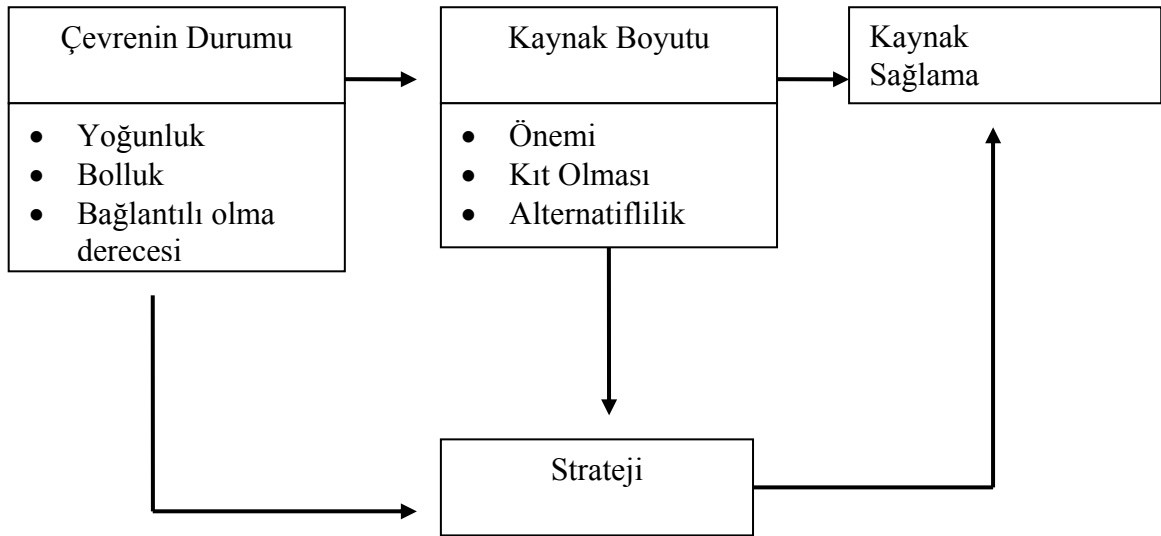 Çevrenin Durumu
• Yoğunluk
• Bolluk
• Bağlantılı olma
derecesi
Kaynak Boyutu
• Önemi
• Kıt Olması
• Alternatiflilik
Kaynak
Sağlama
Strateji